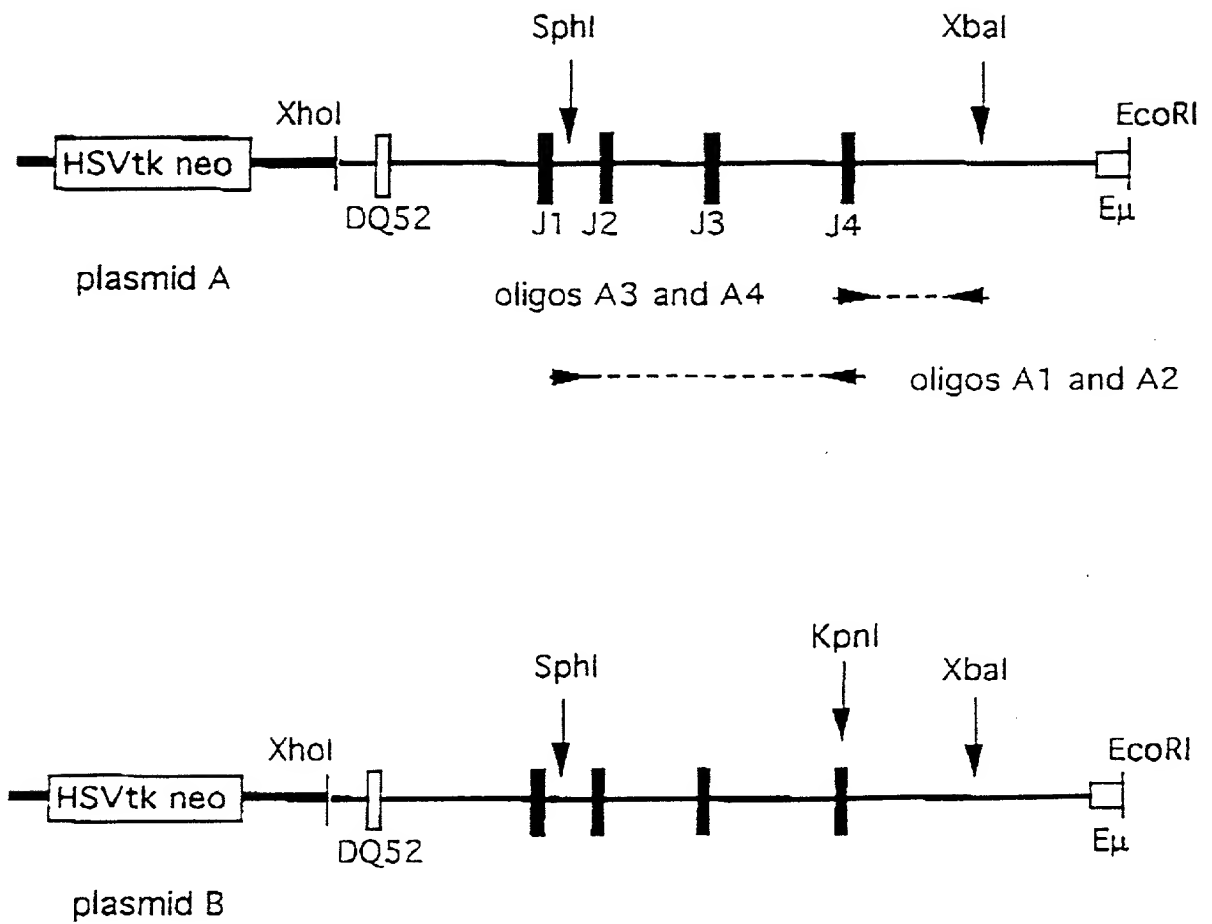 SphI
XbaI
XhoI
EcoRI
HSVtk neo
DQ52
J1
J2
J3
J4
Eμ
plasmid A
oligos A3 and A4
oligos A1 and A2
KpnI
SphI
XbaI
XhoI
EcoRI
HSVtk neo
DQ52
Eμ
plasmid B